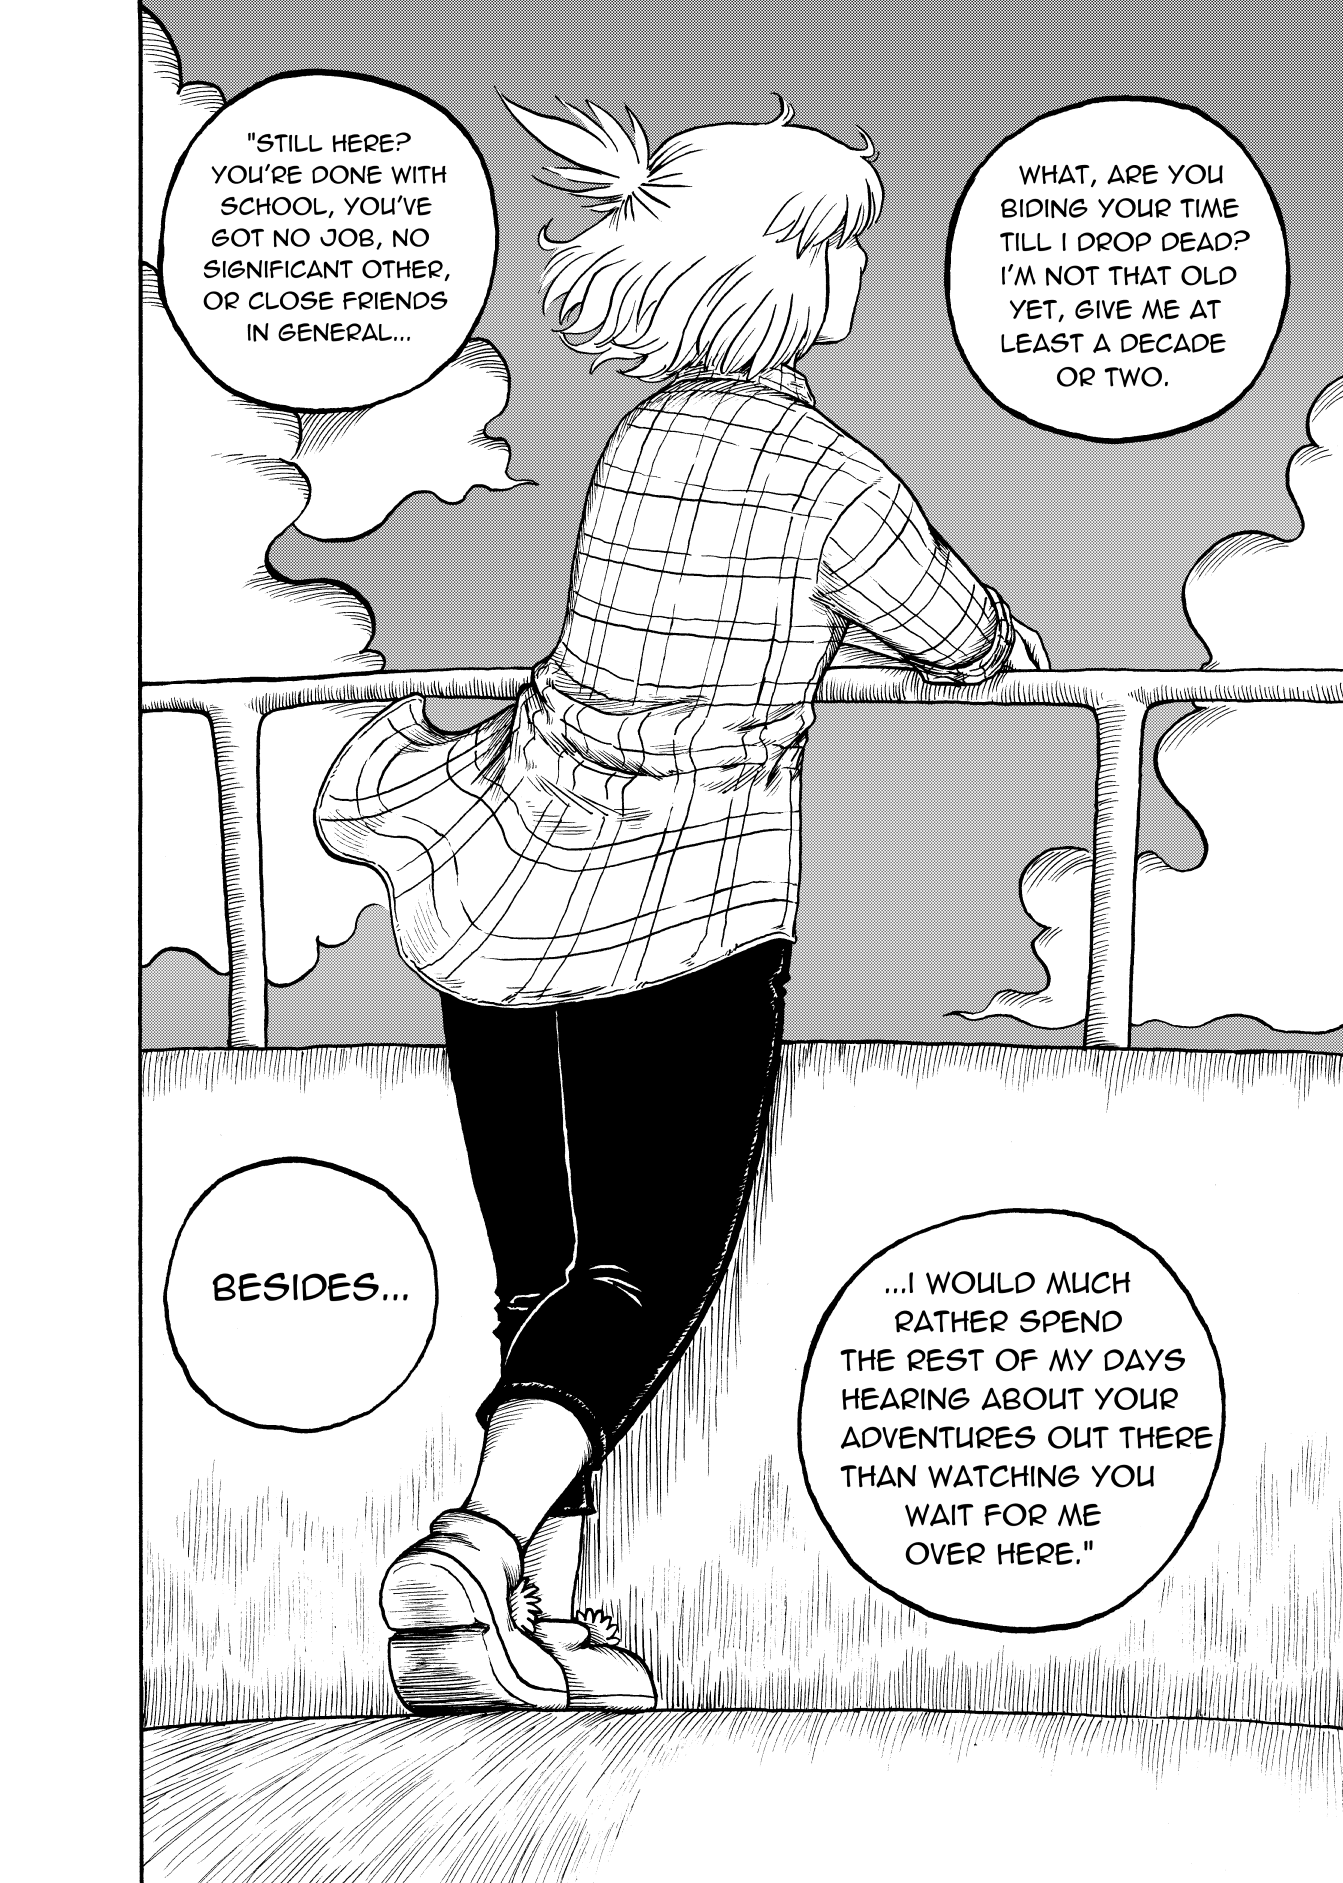 "STILL HERE?
YOU'RE DONE WITH
SCHOOL, YOU'VE
GOT NO JOB, NO
SIGNIFICANT OTHER,
OR CLOSE FRIENDS
IN GENERAL...
WHAT, ARE YOU
BIDING YOUR TIME
TILL I DROP DEAD?
I'M NOT THAT OLD
YET, GIVE ME AT
LEAST A DECADE
OR TWO.
BESIDES...
...I WOULD MUCH
RATHER SPEND
THE REST OF MY DAYS
HEARING ABOUT YOUR
ADVENTURES OUT THERE
THAN WATCHING YOU
WAIT FOR ME
OVER HERE."